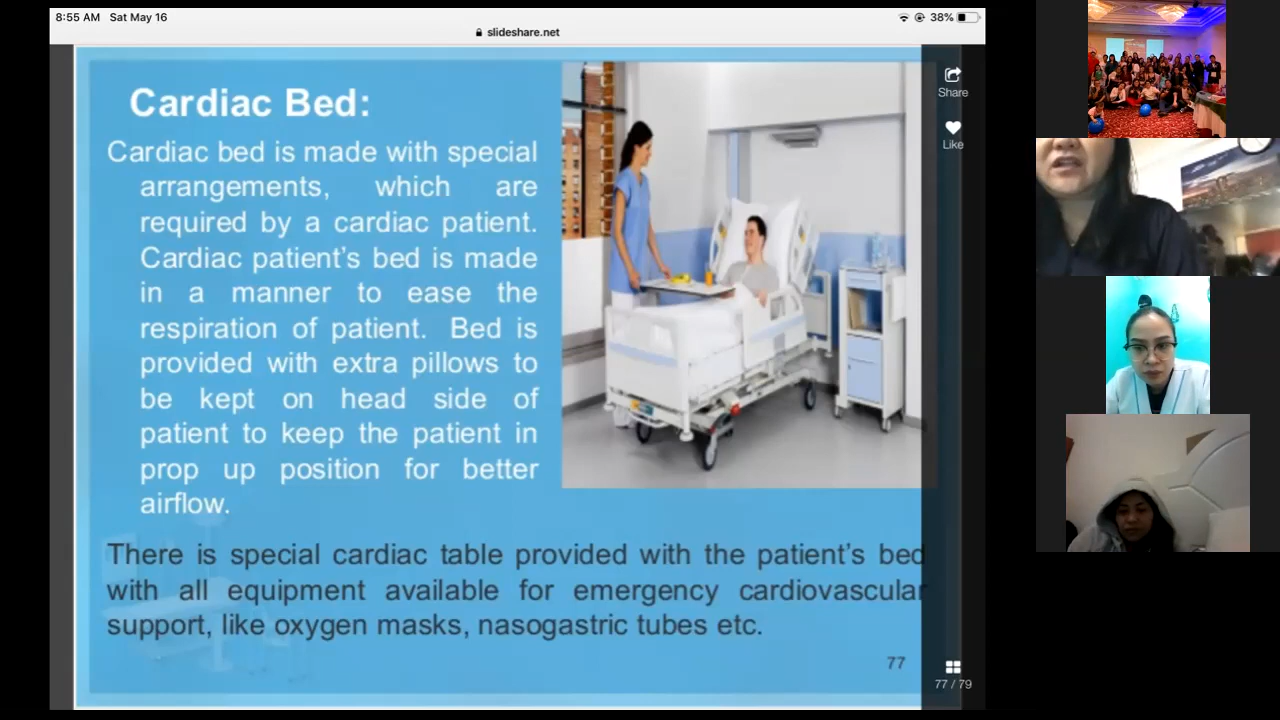 8:55 AM Sat May 16
38%
slideshare.net
Cardiac Bed:
Cardiac bed is made with special
arrangements, which are
required by a cardiac patient.
Cardiac patient's bed is made
in a manner to ease the
respiration of patient. Bed is
provided with extra pillows to
be kept on head side of
patient to keep the patient in
prop up position for better
airflow.
There is special cardiac table provided with the patient's bed
with all equipment available for emergency cardiovascular
support, like oxygen masks, nasogastric tubes etc.
77
Share
Like
77 / 79